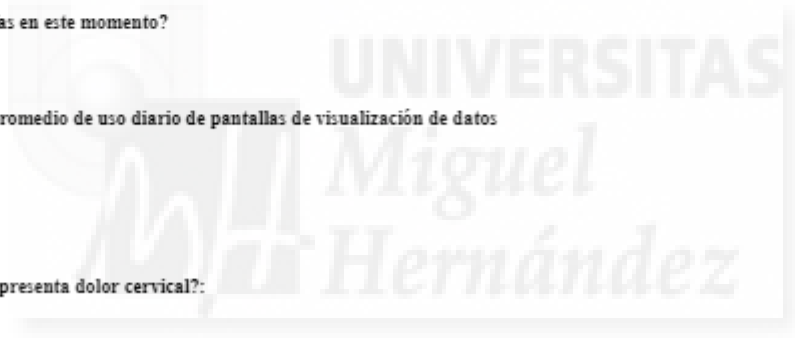 as en este momento?
UNIVERSITAS
romedio de uso diario de pantallas de visualización de datos
Miguel
Hernández
presenta dolor cervical?: